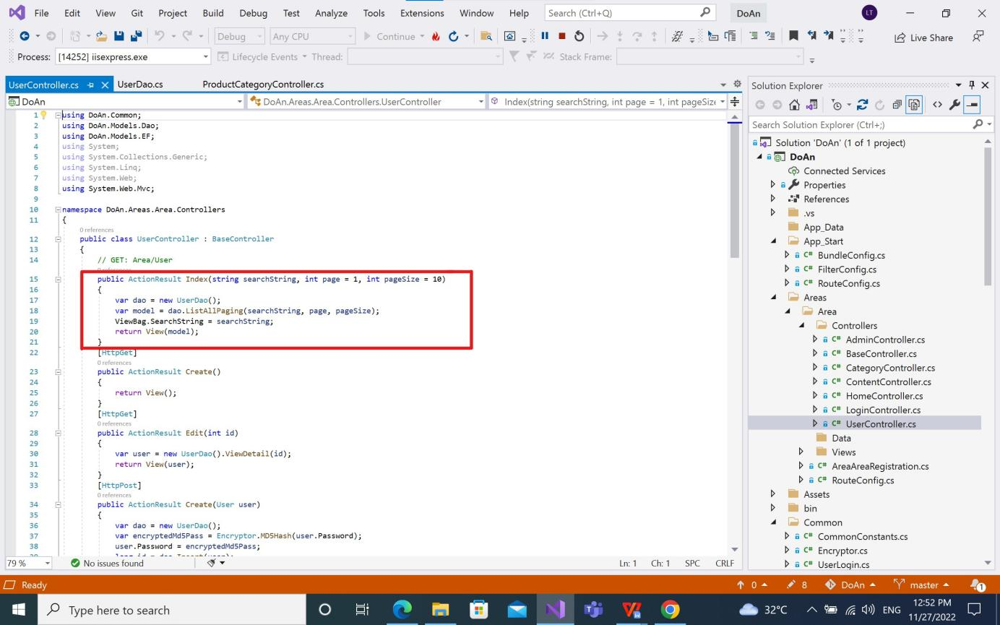 File Edit View Git Project Build Debug Test Analyze Tools Extensions Window Help Search (Ctrl+Q) DoAn LT
Debug Any CPU Continue Live Share
Process: [14252] iisexpress.exe Lifecycle Events Thread: Stack Frame:
UserController.cs UserDao.cs ProductCategoryController.cs
DoAn DoAn.Areas.Area.Controllers.UserController Index(string searchString, int page = 1, int pageSize
1 using DoAn.Common;
2 using DoAn.Models.Dao;
3 using DoAn.Models.EF;
4 using System;
5 using System.Collections.Generic;
6 using System.Linq;
7 using System.Web;
8 using System.Web.Mvc;
9
10 namespace DoAn.Areas.Area.Controllers
11 {
0 references
12 public class UserController : BaseController
13 {
14 // GET: Area/User
0 references
15 public ActionResult Index(string searchString, int page = 1, int pageSize = 10)
16 {
17 var dao = new UserDao();
18 var model = dao.ListAllPaging(searchString, page, pageSize);
19 ViewBag.SearchString = searchString;
20 return View(model);
21 }
22 [HttpGet]
0 references
23 public ActionResult Create()
24 {
25 return View();
26 }
27 [HttpGet]
0 references
28 public ActionResult Edit(int id)
29 {
30 var user = new UserDao().ViewDetail(id);
31 return View(user);
32 }
33 [HttpPost]
0 references
34 public ActionResult Create(User user)
35 {
36 var dao = new UserDao();
37 var encryptedMd5Pass = Encryptor.MD5Hash(user.Password);
38 user.Password = encryptedMd5Pass;
79 % No issues found Ln: 1 Ch: 1 SPC CRLF
Solution Explorer
Search Solution Explorer (Ctrl+;)
Solution 'DoAn' (1 of 1 project)
DoAn
Connected Services
Properties
References
.vs
App_Data
App_Start
C# BundleConfig.cs
C# FilterConfig.cs
C# RouteConfig.cs
Areas
Area
Controllers
C# AdminController.cs
C# BaseController.cs
C# CategoryController.cs
C# ContentController.cs
C# HomeController.cs
C# LoginController.cs
C# UserController.cs
Data
Views
C# AreaAreaRegistration.cs
C# RouteConfig.cs
Assets
bin
Common
C# CommonConstants.cs
C# Encryptor.cs
C# UserLogin.cs
Ready 0 8 DoAn master 1
Type here to search 32°C ENG 12:52 PM
11/27/2022